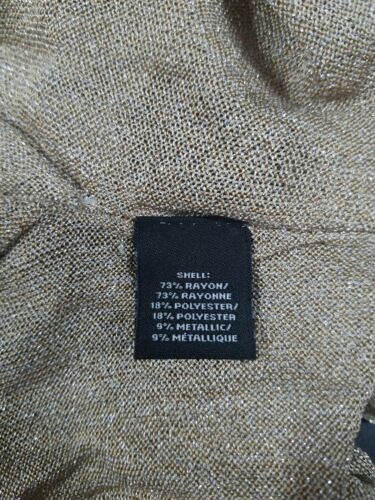 SHELL:
73% RAYON/
73% RAYONNE
18% POLYESTER/
18% POLYESTER
9% METALLIC/
9% MÉTALLIQUE